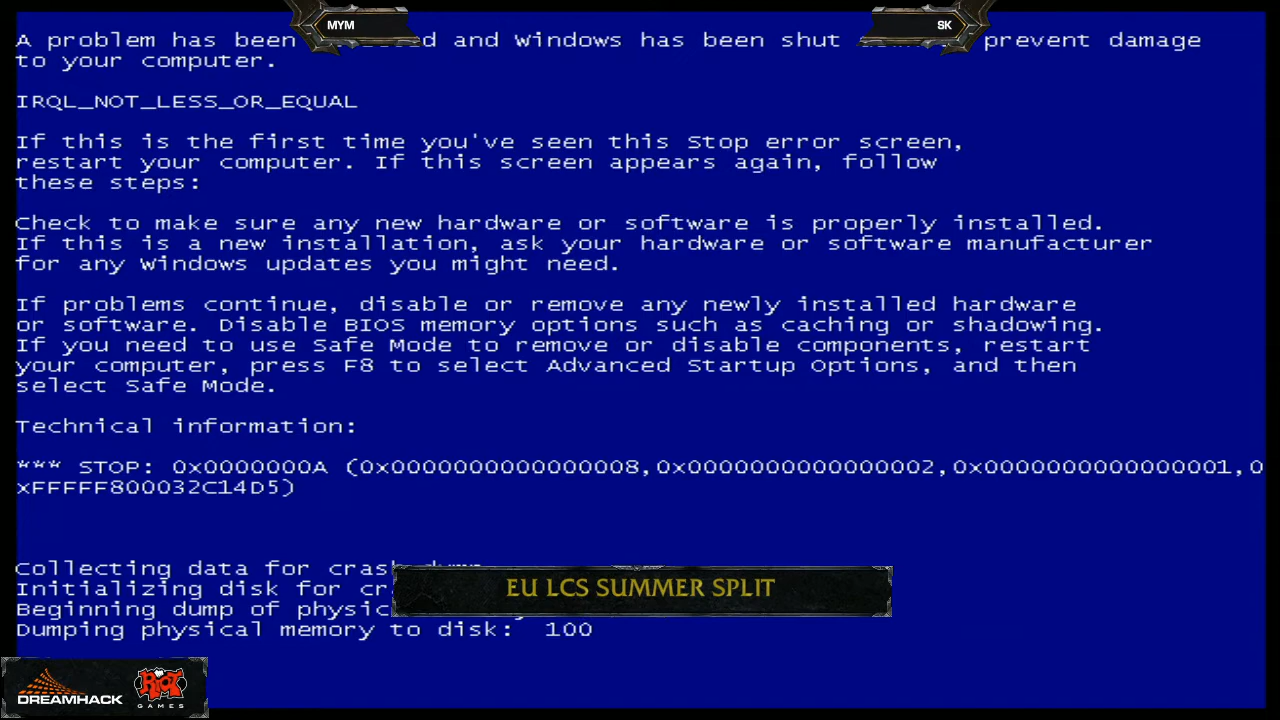 MYM
SK
A problem has been d and Windows has been shut prevent damage
to your computer.
IRQL_NOT_LESS_OR_EQUAL
If this is the first time you've seen this Stop error screen,
restart your computer. If this screen appears again, follow
these steps:
Check to make sure any new hardware or software is properly installed.
If this is a new installation, ask your hardware or software manufacturer
for any Windows updates you might need.
If problems continue, disable or remove any newly installed hardware
or software. Disable BIOS memory options such as caching or shadowing.
If you need to use Safe Mode to remove or disable components, restart
your computer, press F8 to select Advanced Startup Options, and then
select Safe Mode.
Technical information:
*** STOP: 0x0000000A (0x0000000000000008,0x0000000000000002,0x0000000000000001,0
xFFFFF800032C14D5)
Collecting data for crash
Initializing disk for cr
Beginning dump of physic
EU LCS SUMMER SPLIT
Dumping physical memory to disk: 100
DREAMHACK
RIOT
GAMES